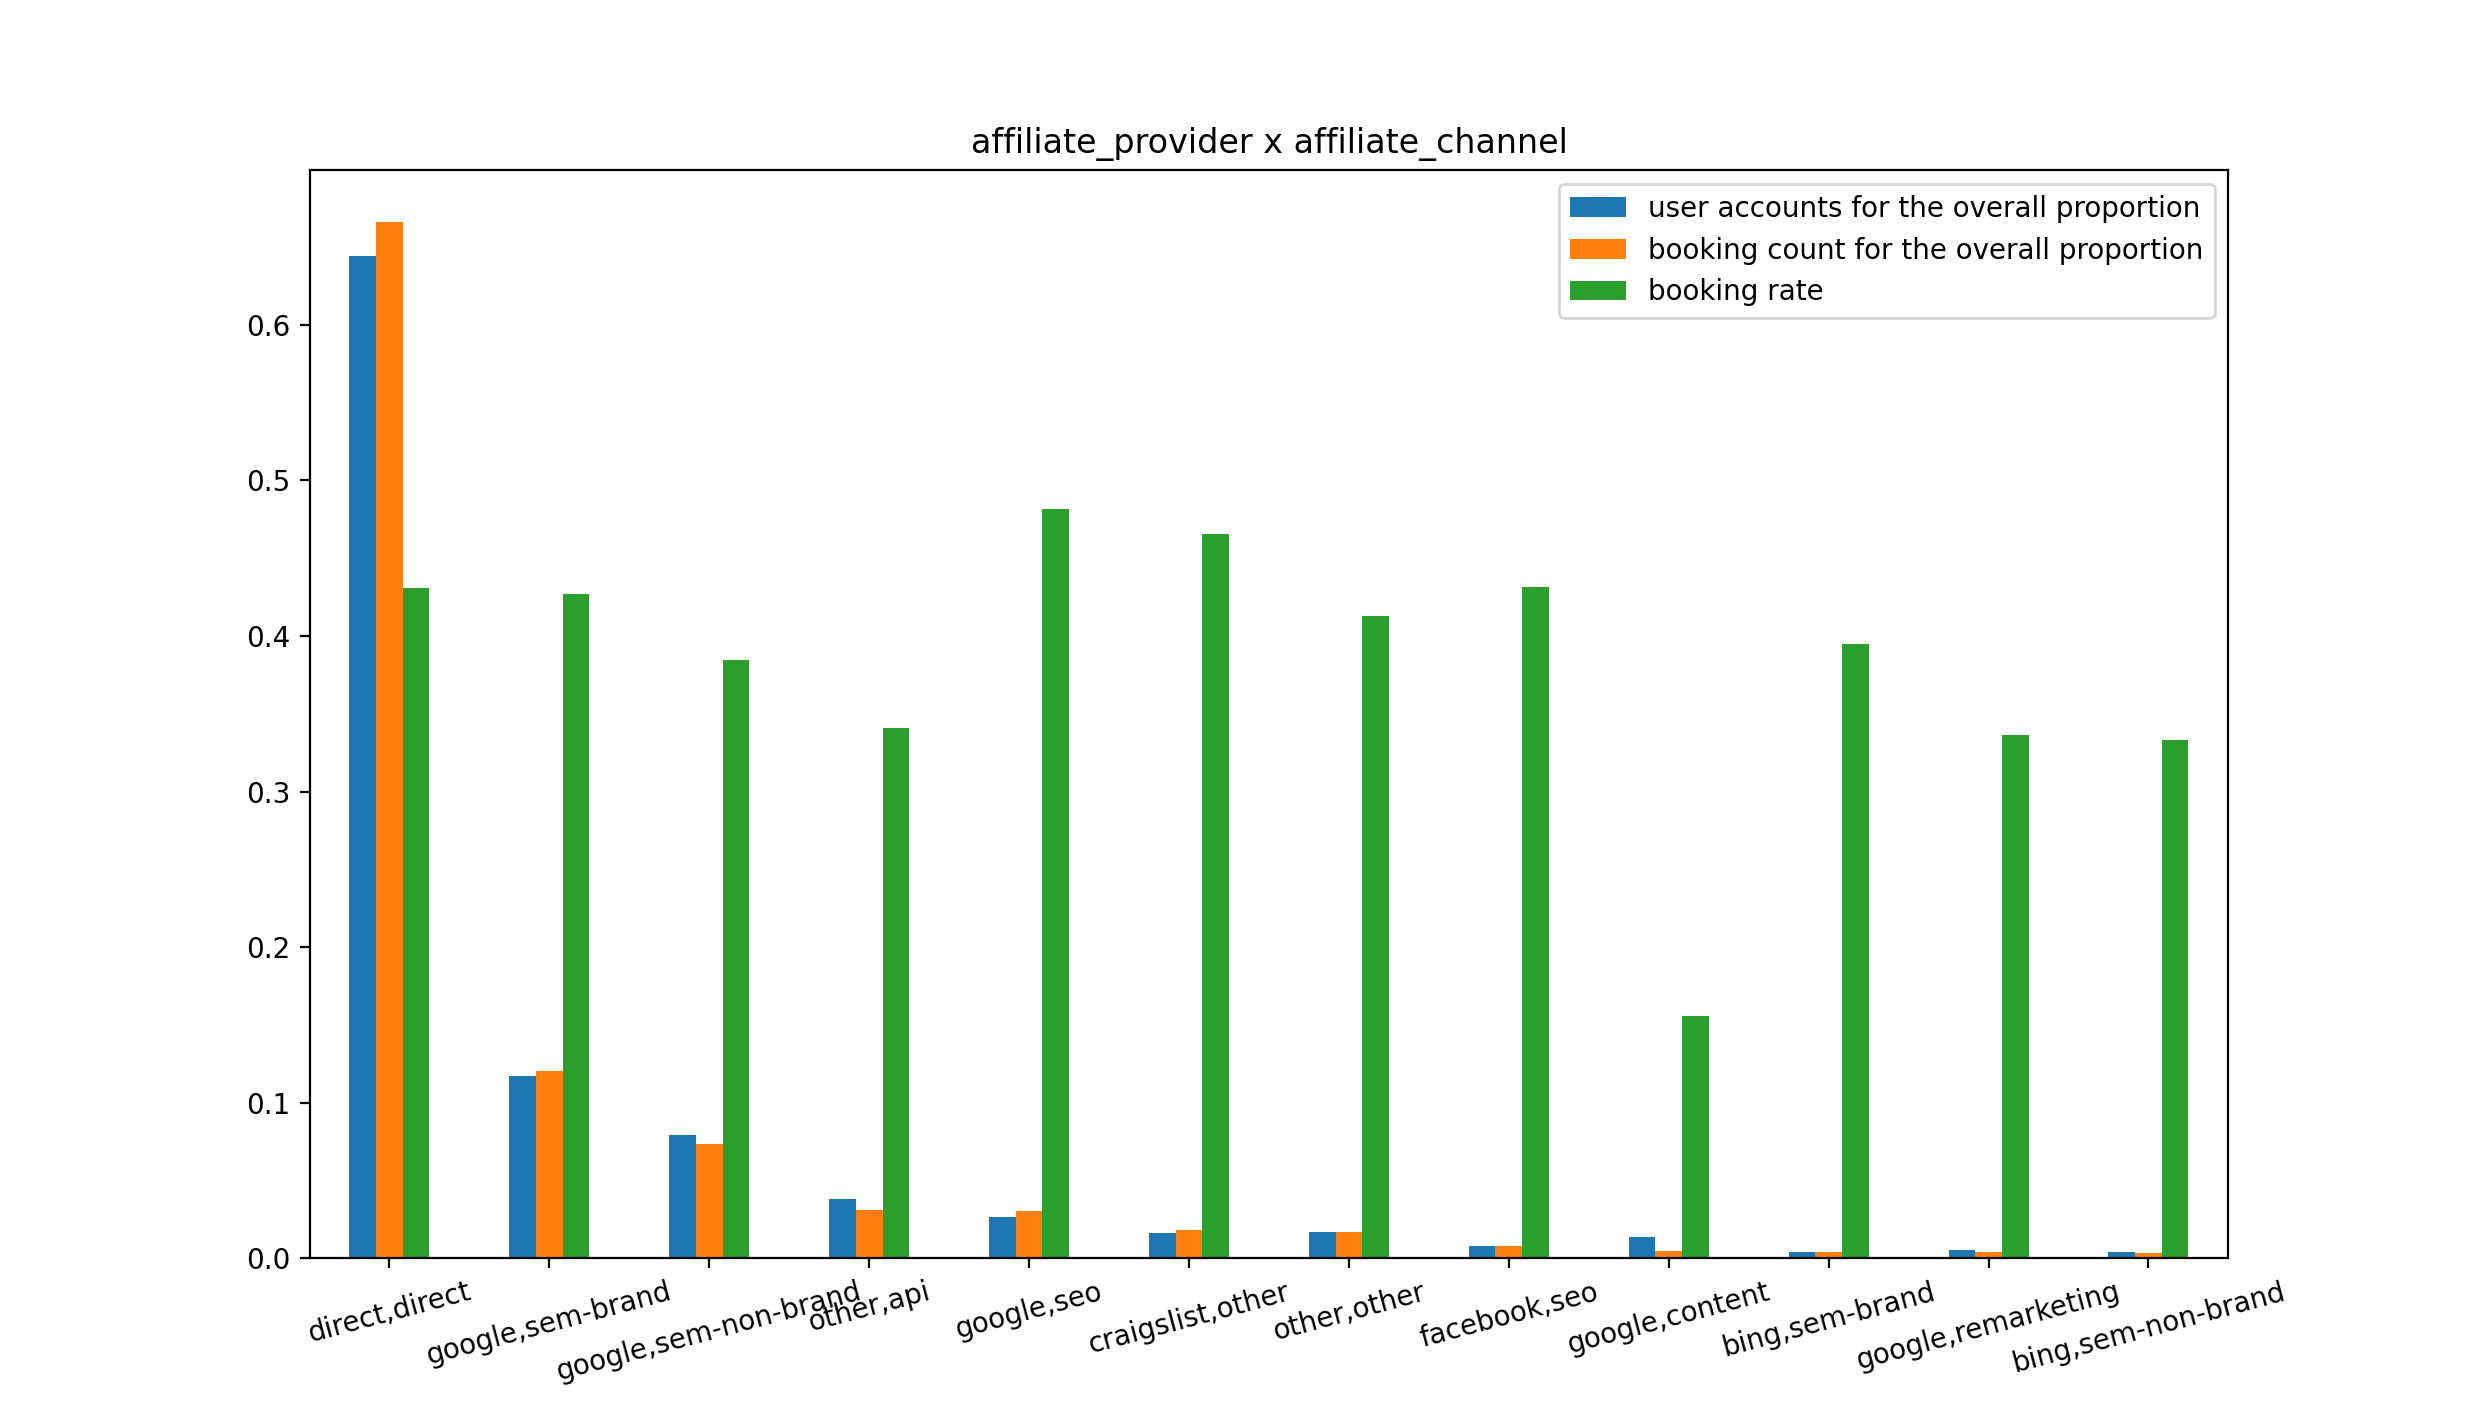 affiliate_provider x affiliate_channel
user accounts for the overall proportion
booking count for the overall proportion
booking rate
0.6
0.5
0.4
0.3
0.2
0.1
0.0
direct,direct
google,sem-brand
google,sem-non-brand
other,api
google,seo
craigslist,other
other,other
facebook,seo
google,content
bing,sem-brand
google,remarketing
bing,sem-non-brand